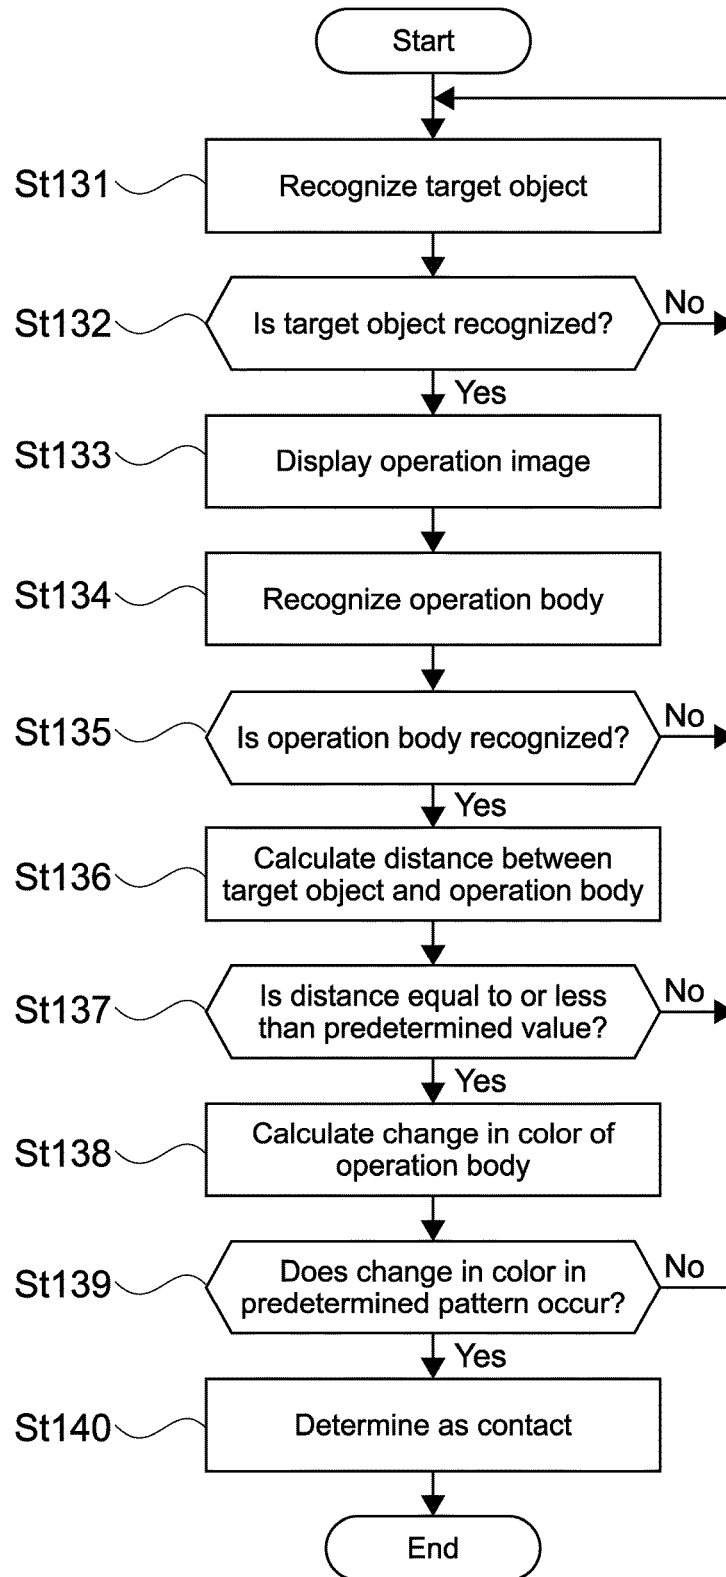 Start
St131
Recognize target object
St132
Is target object recognized?
No
Yes
St133
Display operation image
St134
Recognize operation body
St135
Is operation body recognized?
No
Yes
St136
Calculate distance between
target object and operation body
St137
Is distance equal to or less
than predetermined value?
No
Yes
St138
Calculate change in color of
operation body
St139
Does change in color in
predetermined pattern occur?
No
Yes
St140
Determine as contact
End